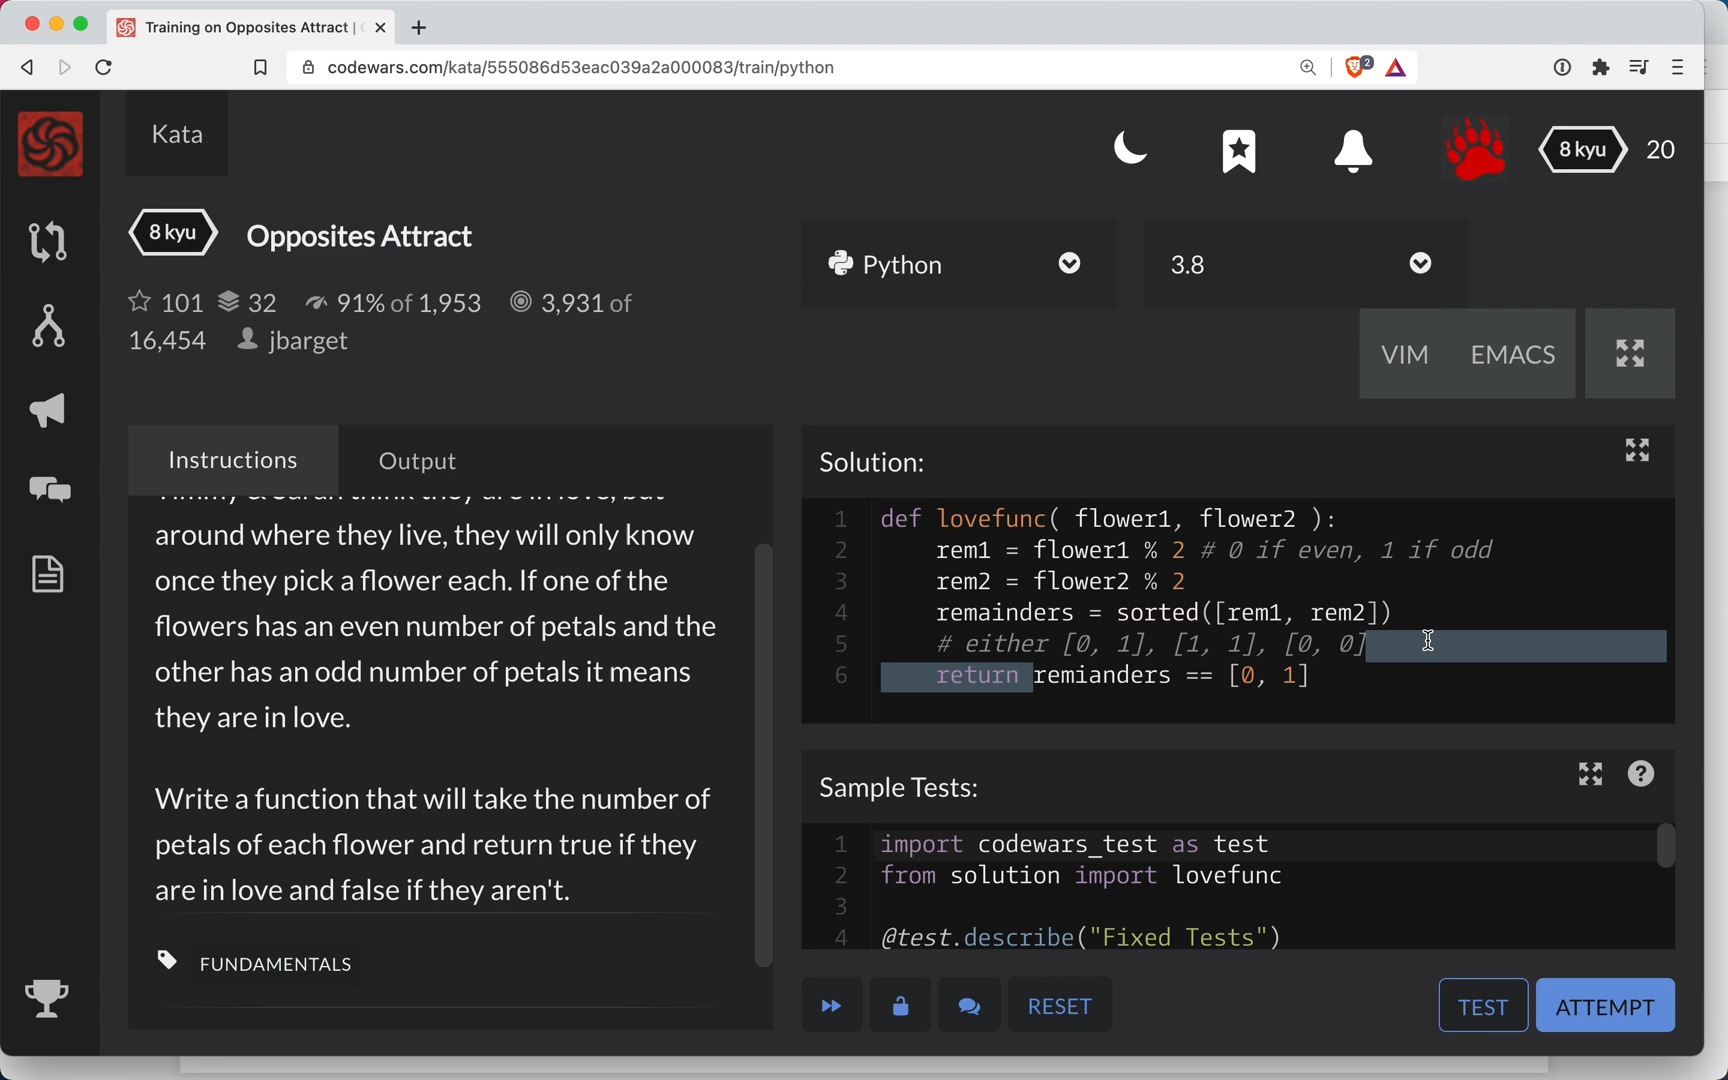 Training on Opposites Attract |
codewars.com/kata/555086d53eac039a2a000083/train/python
2
Kata
8 kyu 20
8 kyu Opposites Attract
101 32 91% of 1,953 3,931 of
16,454 jbarget
Python 3.8
VIM EMACS
Instructions Output
around where they live, they will only know
once they pick a flower each. If one of the
flowers has an even number of petals and the
other has an odd number of petals it means
they are in love.
Write a function that will take the number of
petals of each flower and return true if they
are in love and false if they aren't.
FUNDAMENTALS
Solution:
1 def lovefunc( flower1, flower2 ):
2 rem1 = flower1 % 2 # 0 if even, 1 if odd
3 rem2 = flower2 % 2
4 remainders = sorted([rem1, rem2])
5 # either [0, 1], [1, 1], [0, 0]
6 return remianders == [0, 1]
Sample Tests:
1 import codewars_test as test
2 from solution import lovefunc
3
4 @test.describe("Fixed Tests")
RESET TEST ATTEMPT